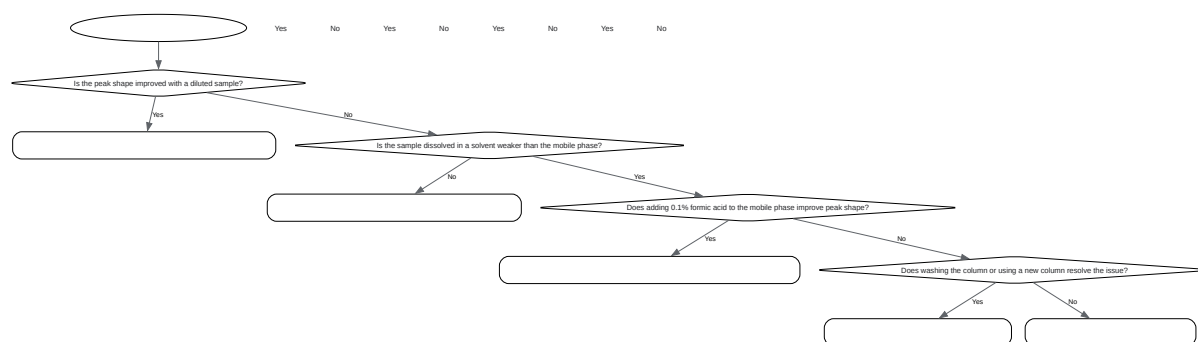 Yes No Yes No Yes No Yes No
Is the peak shape improved with a diluted sample?
Yes No
Is the sample dissolved in a solvent weaker than the mobile phase?
No Yes
Does adding 0.1% formic acid to the mobile phase improve peak shape?
Yes No
Does washing the column or using a new column resolve the issue?
Yes No